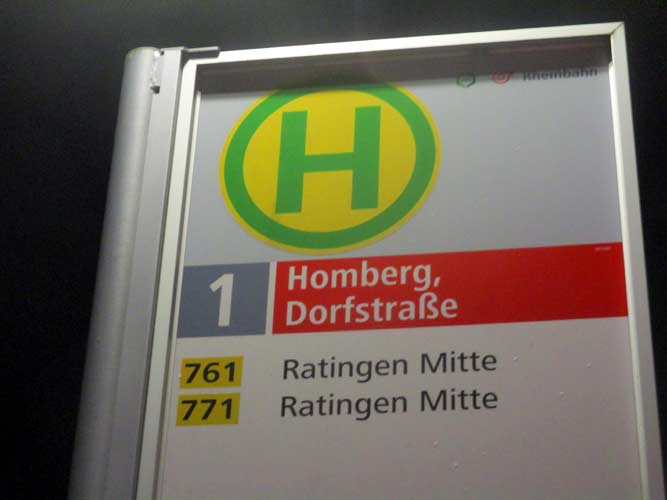 Rheinbahn
H
1 Homberg,
Dorfstraße
761 Ratingen Mitte
771 Ratingen Mitte